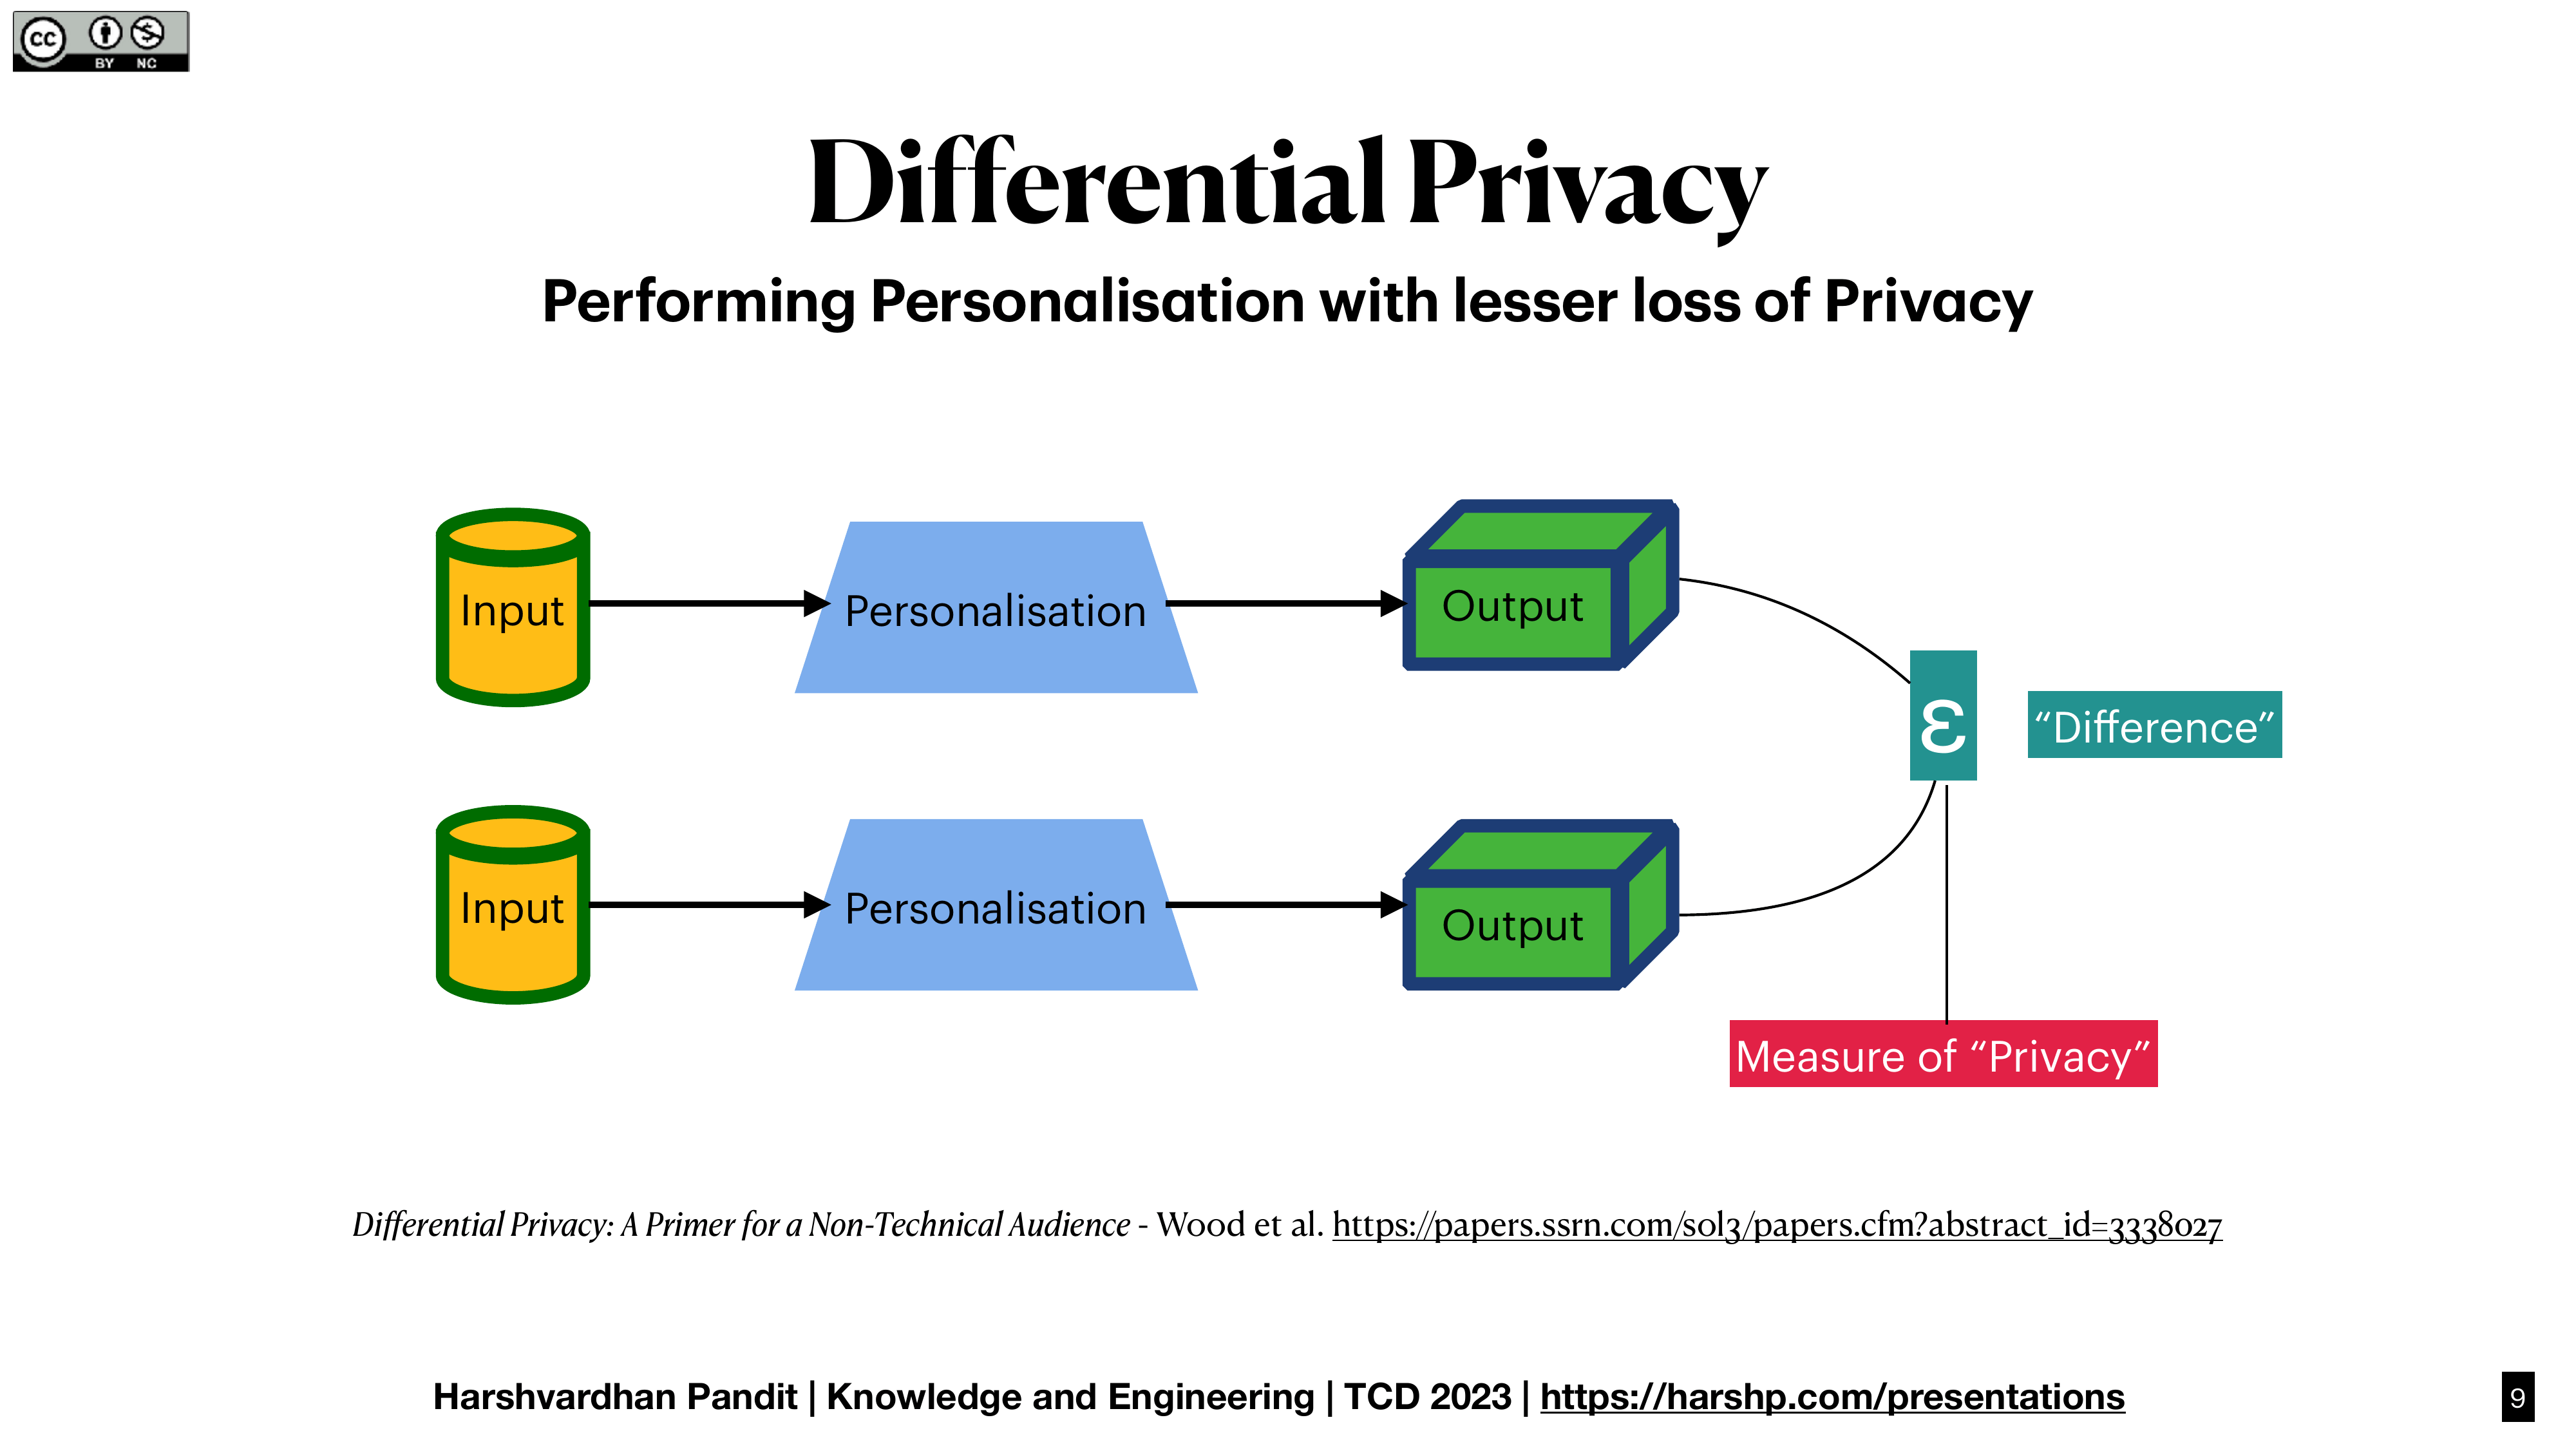 cc
BY NC
Differential Privacy
Performing Personalisation with lesser loss of Privacy
Input
Personalisation
Output
ε
“Difference”
Input
Personalisation
Output
Measure of “Privacy”
Differential Privacy: A Primer for a Non-Technical Audience - Wood et al. https://papers.ssrn.com/sol3/papers.cfm?abstract_id=3338027
Harshvardhan Pandit | Knowledge and Engineering | TCD 2023 | https://harshp.com/presentations
9